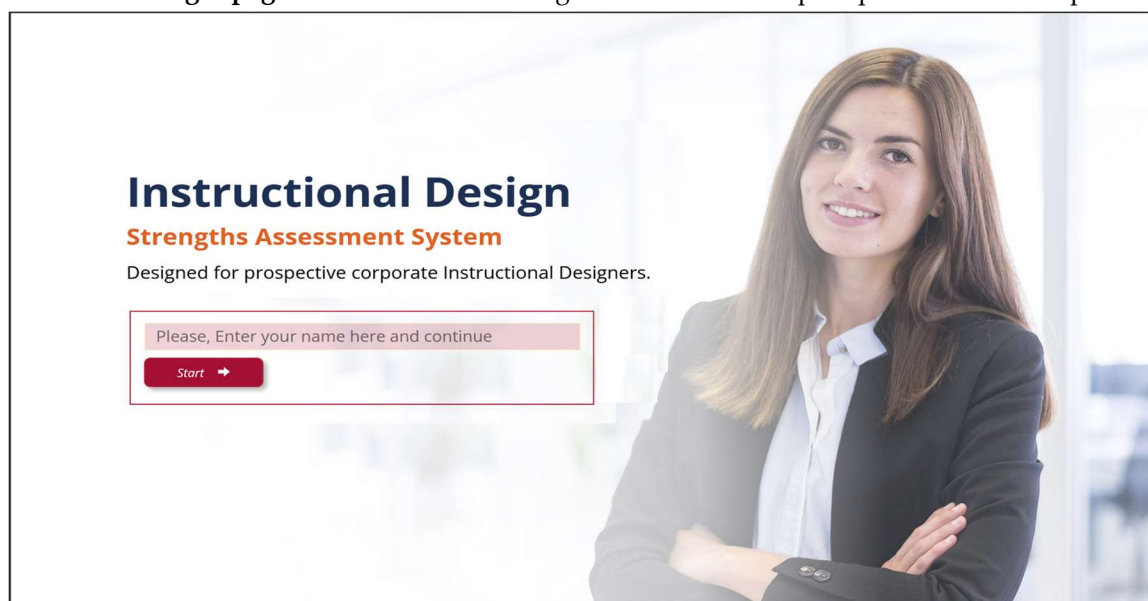 Instructional Design
Strengths Assessment System
Designed for prospective corporate Instructional Designers.
Please, Enter your name here and continue
Start